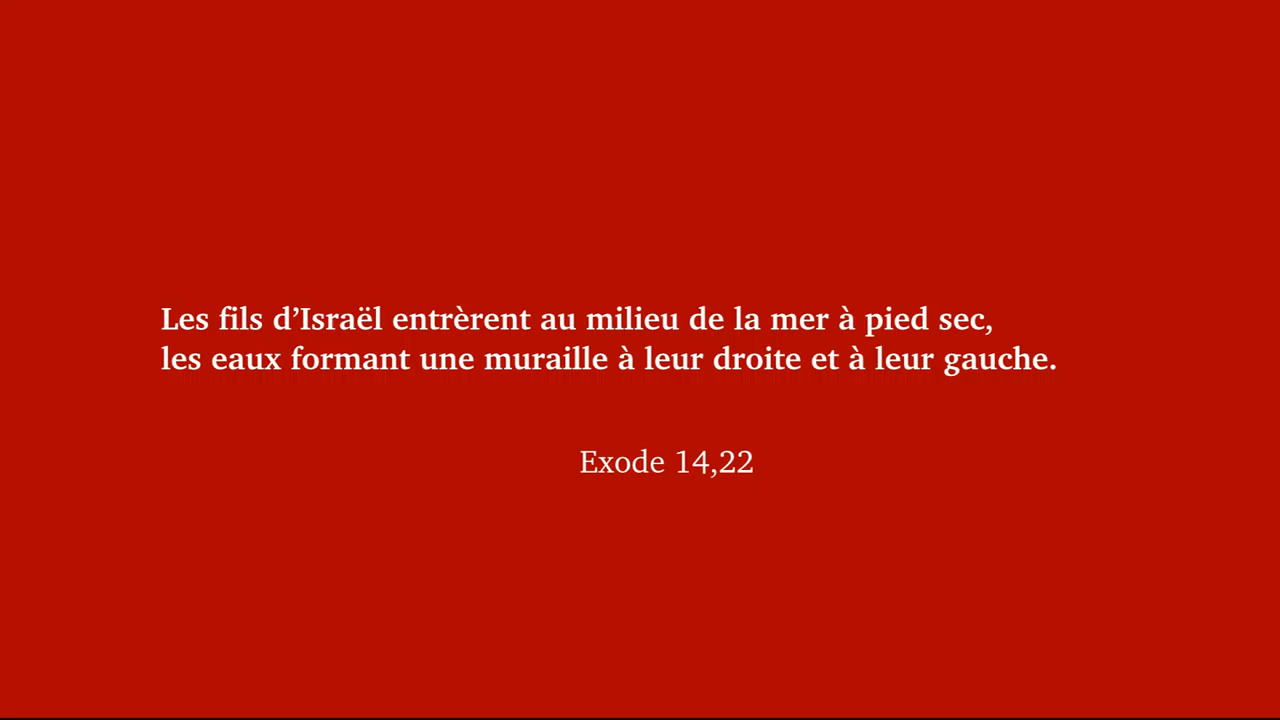 Les fils d’Israël entrèrent au milieu de la mer à pied sec,
les eaux formant une muraille à leur droite et à leur gauche.
Exode 14,22